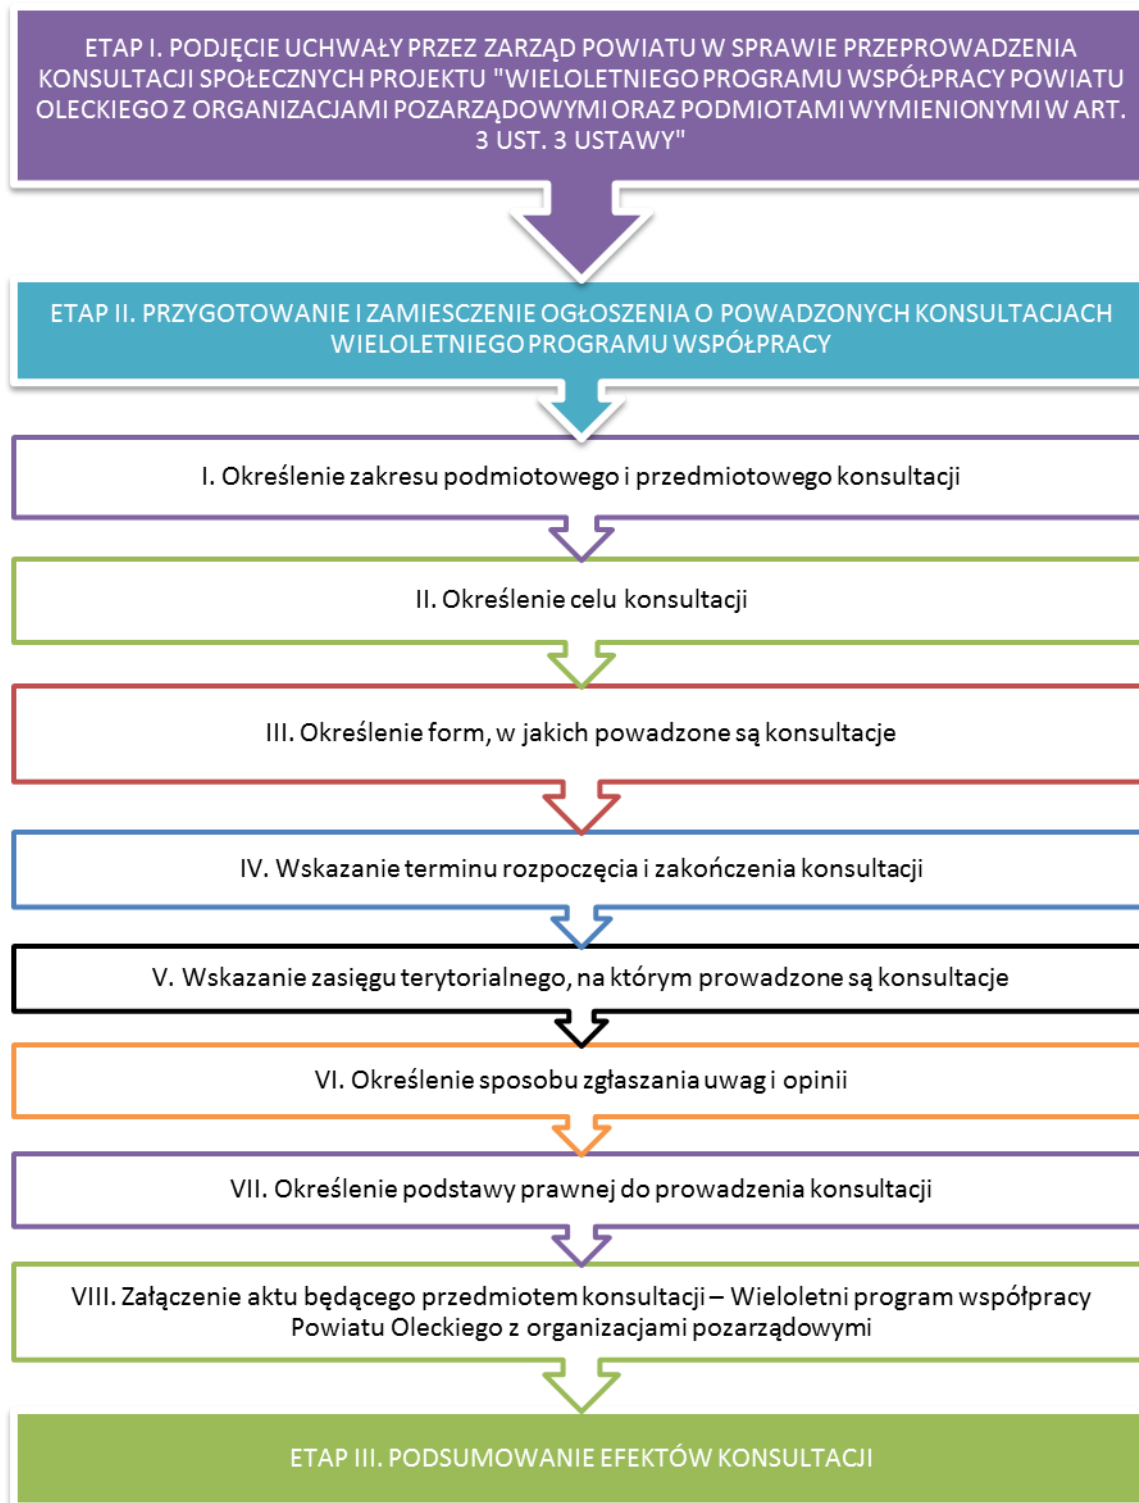 ETAP I. PODJĘCIE UCHWAŁY PRZEZ ZARZĄD POWIATU W SPRAWIE PRZEPROWADZENIA
KONSULTACJI SPOŁECZNYCH PROJEKTU "WIELOLETNIEGO PROGRAMU WSPÓŁPRACY POWIATU
OLECKIEGO Z ORGANIZACJAMI POZARZĄDOWYMI ORAZ PODMIOTAMI WYMIENIONYMI W ART.
3 UST. 3 USTAWY"
ETAP II. PRZYGOTOWANIE I ZAMIESCZENIE OGŁOSZENIA O POWADZONYCH KONSULTACJACH
WIELOLETNIEGO PROGRAMU WSPÓŁPRACY
I. Określenie zakresu podmiotowego i przedmiotowego konsultacji
II. Określenie celu konsultacji
III. Określenie form, w jakich powadzone są konsultacje
IV. Wskazanie terminu rozpoczęcia i zakończenia konsultacji
V. Wskazanie zasięgu terytorialnego, na którym prowadzone są konsultacje
VI. Określenie sposobu zgłaszania uwag i opinii
VII. Określenie podstawy prawnej do prowadzenia konsultacji
VIII. Załączenie aktu będącego przedmiotem konsultacji – Wieloletni program współpracy
Powiatu Oleckiego z organizacjami pozarządowymi
ETAP III. PODSUMOWANIE EFEKTÓW KONSULTACJI